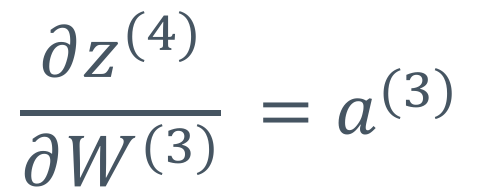 ∂z^(4) / ∂W^(3) = a^(3)